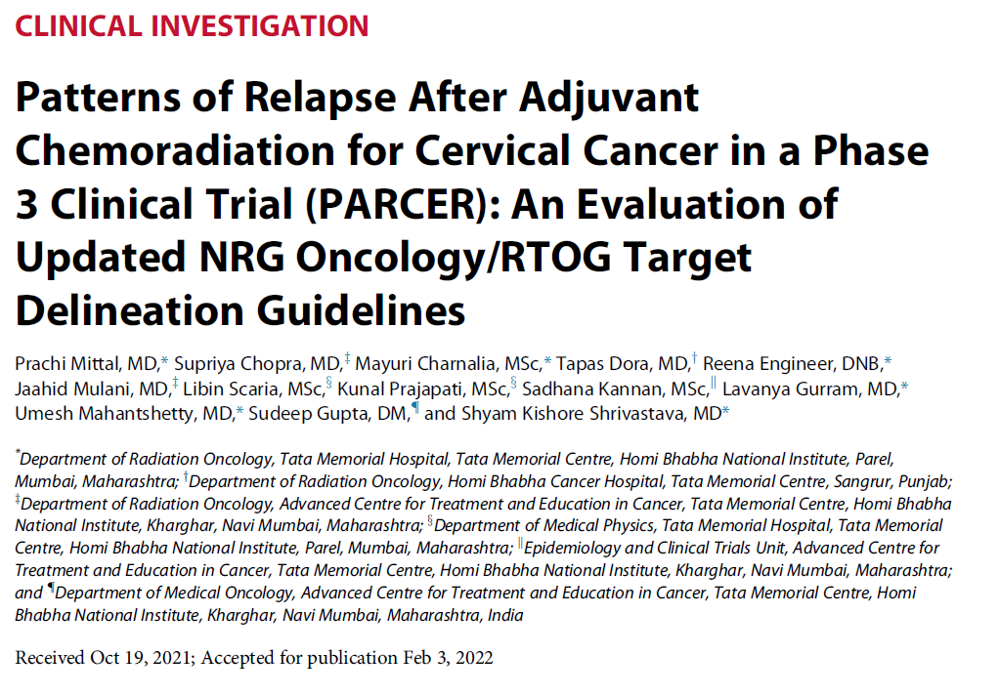 CLINICAL INVESTIGATION
Patterns of Relapse After Adjuvant
Chemoradiation for Cervical Cancer in a Phase
3 Clinical Trial (PARCER): An Evaluation of
Updated NRG Oncology/RTOG Target
Delineation Guidelines
Prachi Mittal, MD,* Supriya Chopra, MD,‡ Mayuri Charnalia, MSc,* Tapas Dora, MD,† Reena Engineer, DNB,*
Jaahid Mulani, MD,‡ Libin Scaria, MSc,§ Kunal Prajapati, MSc,§ Sadhana Kannan, MSc,|| Lavanya Gurram, MD,*
Umesh Mahantshetty, MD,* Sudeep Gupta, DM,¶ and Shyam Kishore Shrivastava, MD*
*Department of Radiation Oncology, Tata Memorial Hospital, Tata Memorial Centre, Homi Bhabha National Institute, Parel,
Mumbai, Maharashtra; †Department of Radiation Oncology, Homi Bhabha Cancer Hospital, Tata Memorial Centre, Sangrur, Punjab;
‡Department of Radiation Oncology, Advanced Centre for Treatment and Education in Cancer, Tata Memorial Centre, Homi Bhabha
National Institute, Kharghar, Navi Mumbai, Maharashtra; §Department of Medical Physics, Tata Memorial Hospital, Tata Memorial
Centre, Homi Bhabha National Institute, Parel, Mumbai, Maharashtra; ||Epidemiology and Clinical Trials Unit, Advanced Centre for
Treatment and Education in Cancer, Tata Memorial Centre, Homi Bhabha National Institute, Kharghar, Navi Mumbai, Maharashtra;
and ¶Department of Medical Oncology, Advanced Centre for Treatment and Education in Cancer, Tata Memorial Centre, Homi
Bhabha National Institute, Kharghar, Navi Mumbai, Maharashtra, India
Received Oct 19, 2021; Accepted for publication Feb 3, 2022